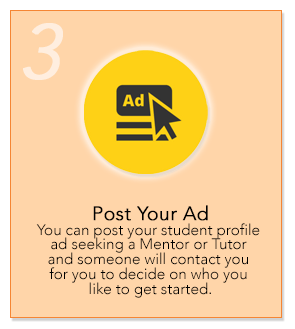 3
Ad
Post Your Ad
You can post your student profile
ad seeking a Mentor or Tutor
and someone will contact you
for you to decide on who you
like to get started.